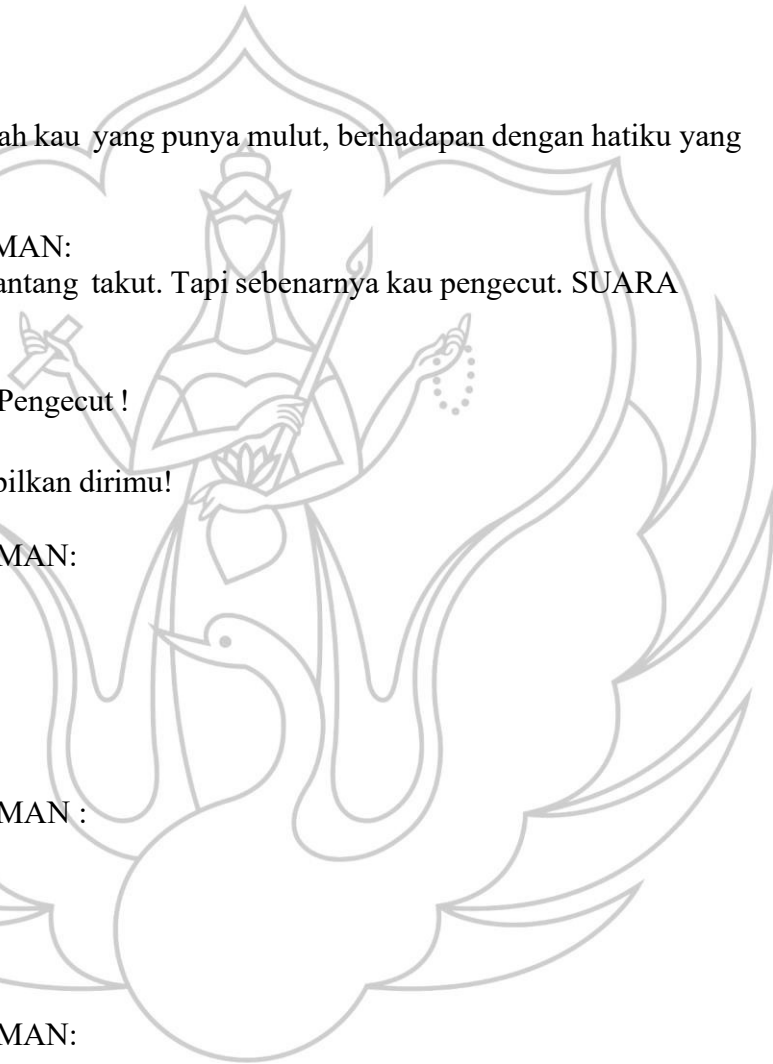 ah kau yang punya mulut, berhadapan dengan hatiku yang
MAN:
antang takut. Tapi sebenarnya kau pengecut. SUARA
Pengecut !
pilkan dirimu!
MAN:
MAN :
MAN: